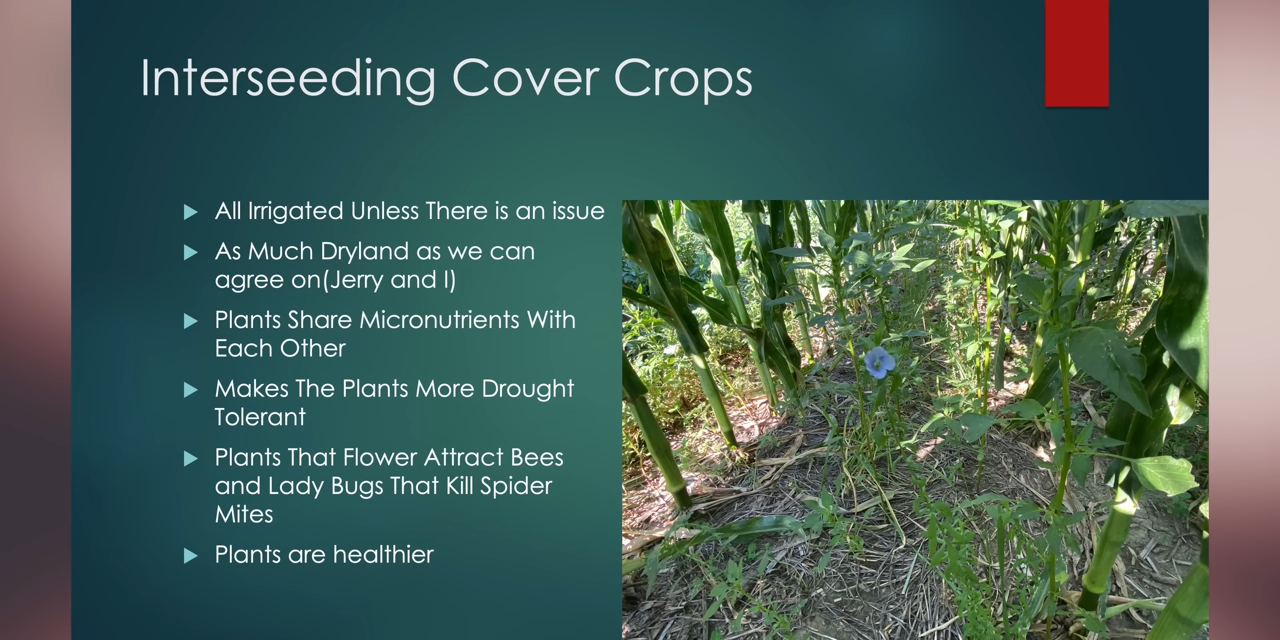 Interseeding Cover Crops
All Irrigated Unless There is an issue
As Much Dryland as we can
agree on(Jerry and I)
Plants Share Micronutrients With
Each Other
Makes The Plants More Drought
Tolerant
Plants That Flower Attract Bees
and Lady Bugs That Kill Spider
Mites
Plants are healthier